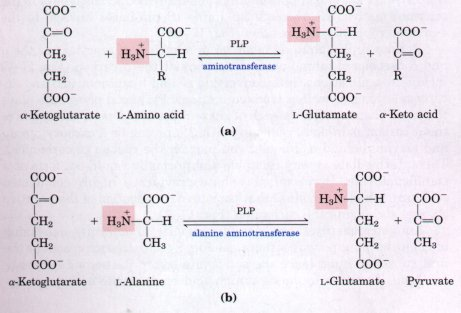 COO⁻ COO⁻ COO⁻ COO⁻
C=O + H₃N⁺—C—H PLP H₃N⁺—C—H + C=O
CH₂ R aminotransferase CH₂ R
CH₂ CH₂
COO⁻ COO⁻
α-Ketoglutarate L-Amino acid L-Glutamate α-Keto acid
(a)
COO⁻ COO⁻ COO⁻ COO⁻
C=O + H₃N⁺—C—H PLP H₃N⁺—C—H + C=O
CH₂ CH₃ alanine aminotransferase CH₂ CH₃
CH₂ CH₂
COO⁻ COO⁻
α-Ketoglutarate L-Alanine L-Glutamate Pyruvate
(b)